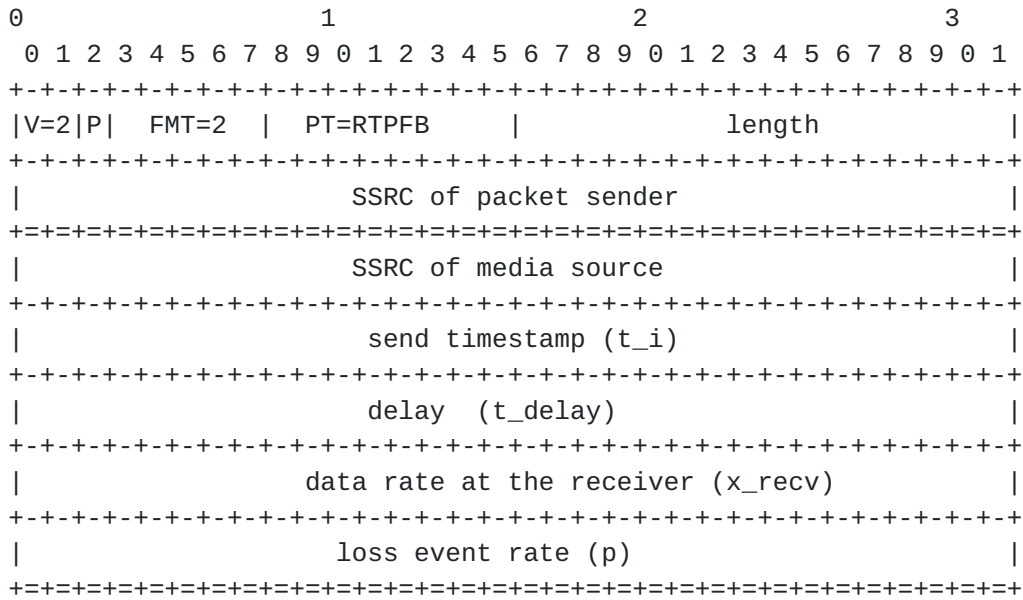 0                   1                   2                   3
 0 1 2 3 4 5 6 7 8 9 0 1 2 3 4 5 6 7 8 9 0 1 2 3 4 5 6 7 8 9 0 1
+-+-+-+-+-+-+-+-+-+-+-+-+-+-+-+-+-+-+-+-+-+-+-+-+-+-+-+-+-+-+-+-+
|V=2|P|  FMT=2  |  PT=RTPFB     |             length            |
+-+-+-+-+-+-+-+-+-+-+-+-+-+-+-+-+-+-+-+-+-+-+-+-+-+-+-+-+-+-+-+-+
|                     SSRC of packet sender                     |
+=+=+=+=+=+=+=+=+=+=+=+=+=+=+=+=+=+=+=+=+=+=+=+=+=+=+=+=+=+=+=+=+
|                     SSRC of media source                      |
+-+-+-+-+-+-+-+-+-+-+-+-+-+-+-+-+-+-+-+-+-+-+-+-+-+-+-+-+-+-+-+-+
|                      send timestamp (t_i)                     |
+-+-+-+-+-+-+-+-+-+-+-+-+-+-+-+-+-+-+-+-+-+-+-+-+-+-+-+-+-+-+-+-+
|                      delay  (t_delay)                         |
+-+-+-+-+-+-+-+-+-+-+-+-+-+-+-+-+-+-+-+-+-+-+-+-+-+-+-+-+-+-+-+-+
|                  data rate at the receiver (x_recv)           |
+-+-+-+-+-+-+-+-+-+-+-+-+-+-+-+-+-+-+-+-+-+-+-+-+-+-+-+-+-+-+-+-+
|                    loss event rate (p)                        |
+=+=+=+=+=+=+=+=+=+=+=+=+=+=+=+=+=+=+=+=+=+=+=+=+=+=+=+=+=+=+=+=+